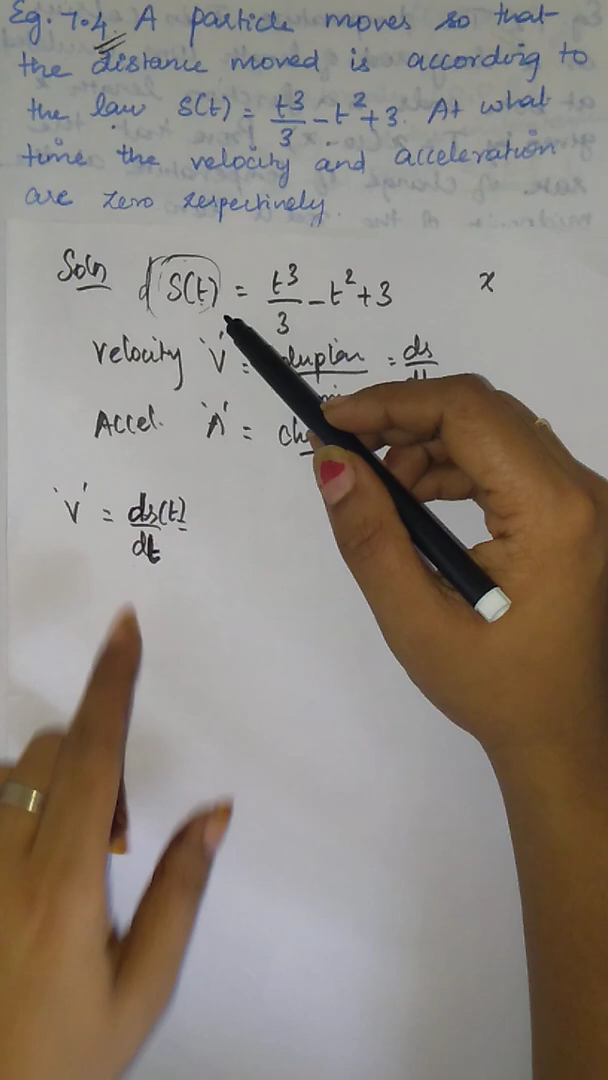 Eg. 7.4 A particle moves so that
the distance moved is according to
the law s(t) = t³/3 - t² + 3. At what
time the velocity and acceleration
are zero respectively
Soln S(t) = t³/3 - t² + 3 x
Velocity 'V' = = ds
Accel. 'A' =
'V' = ds(t)/dt